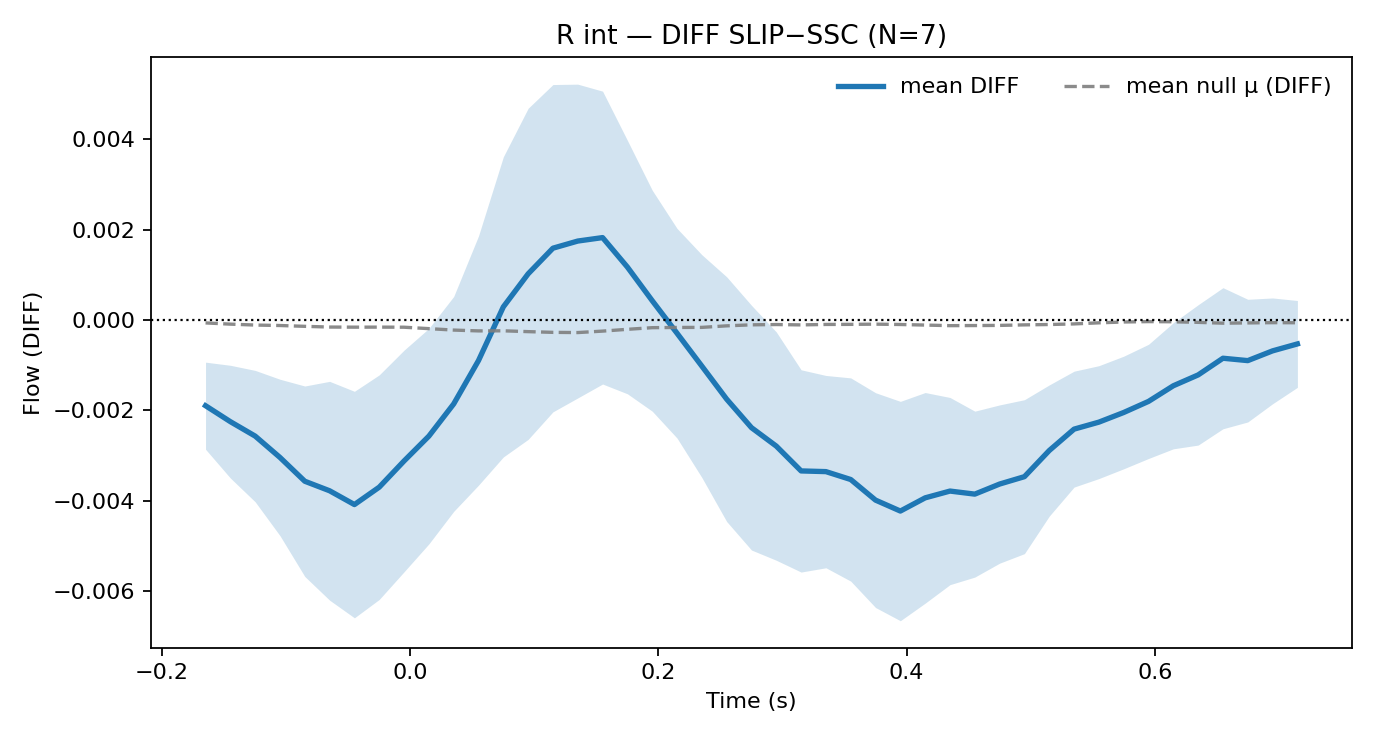 R int — DIFF SLIP−SSC (N=7)
mean DIFF
mean null μ (DIFF)
Flow (DIFF)
0.004
0.002
0.000
−0.002
−0.004
−0.006
−0.2
0.0
0.2
0.4
0.6
Time (s)